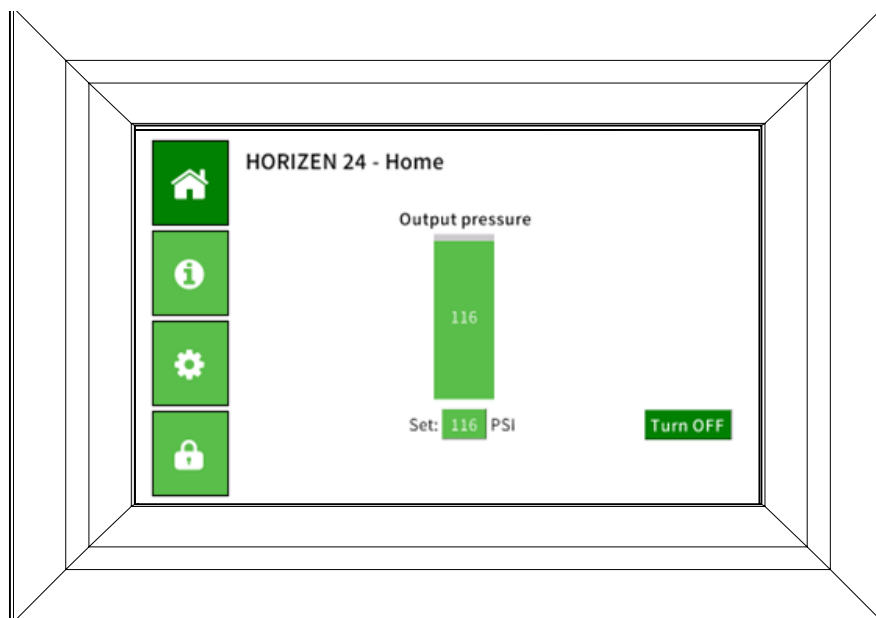 HORIZEN 24 - Home
Output pressure
116
Set: 116 PSI
Turn OFF